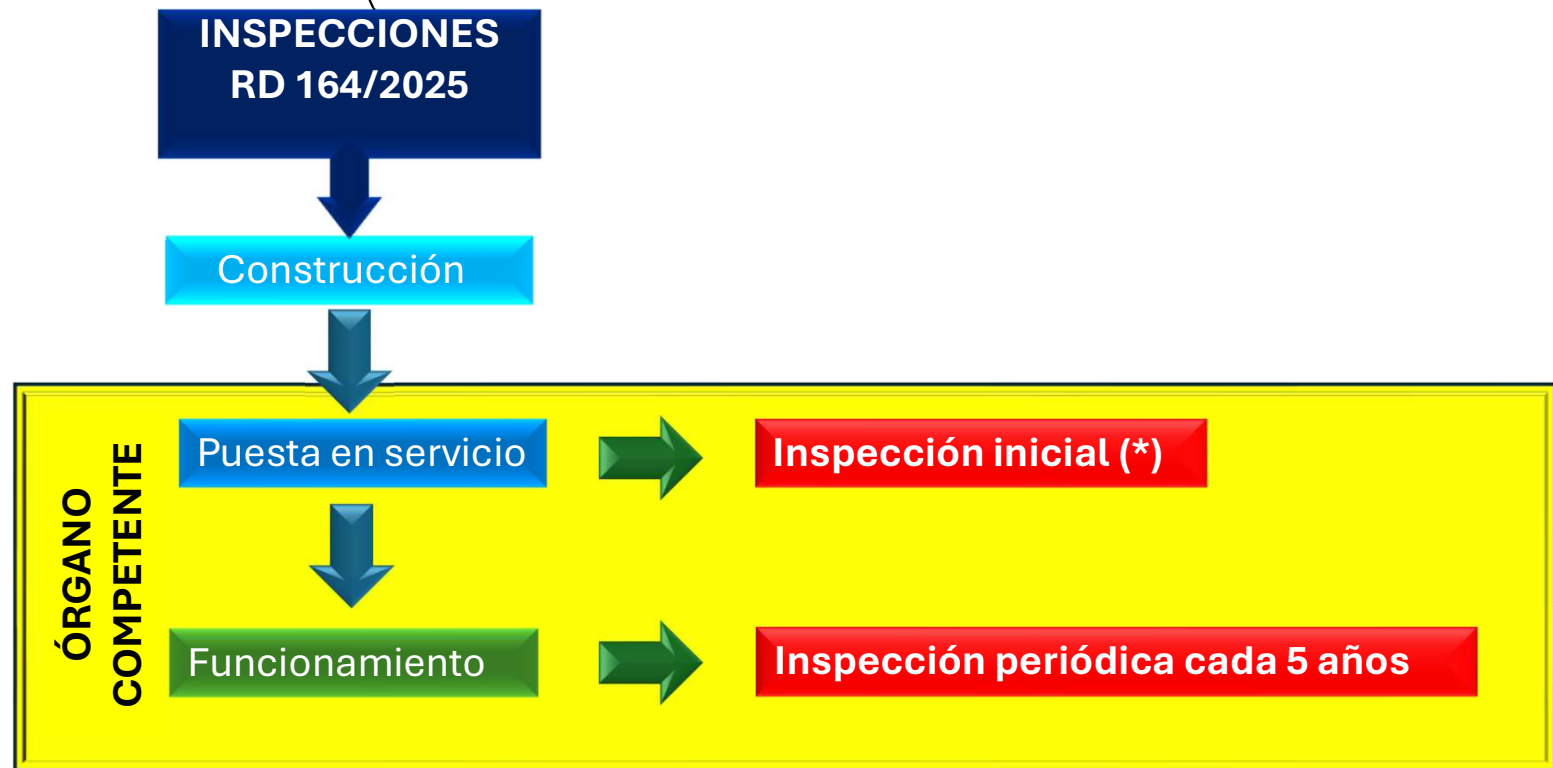 INSPECCIONES
RD 164/2025
Construcción
ÓRGANO
COMPETENTE
Puesta en servicio
Inspección inicial (*)
Funcionamiento
Inspección periódica cada 5 años